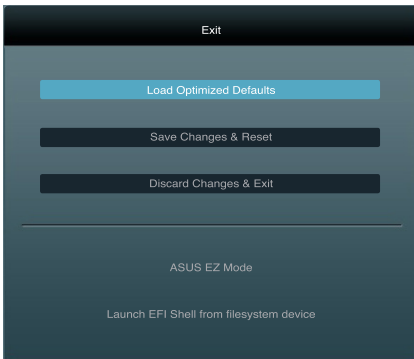 Exit
Load Optimized Defaults
Save Changes & Reset
Discard Changes & Exit
ASUS EZ Mode
Launch EFI Shell from filesystem device